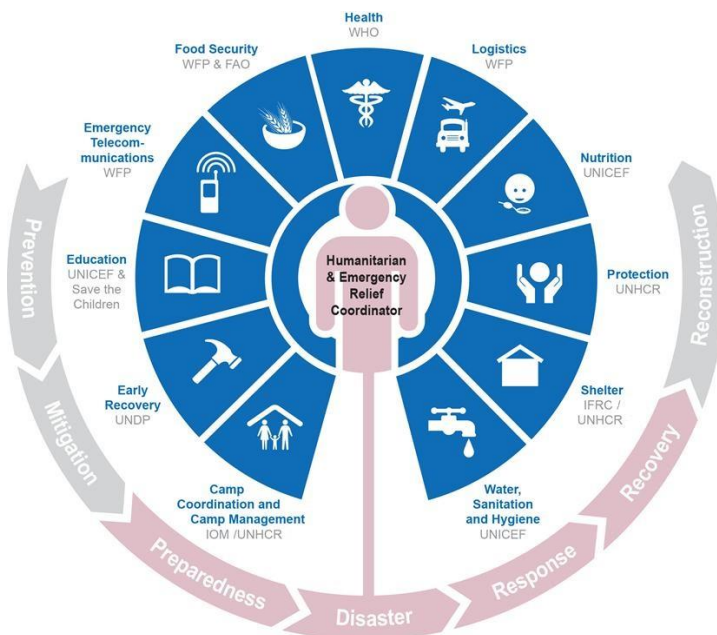 Health
WHO
Food Security
WFP & FAO
Logistics
WFP
Emergency
Telecom-
munications
WFP
Nutrition
UNICEF
Education
UNICEF &
Save the
Children
Protection
UNHCR
Humanitarian
& Emergency
Relief
Coordinator
Early
Recovery
UNDP
Shelter
IFRC /
UNHCR
Camp
Coordination and
Camp Management
IOM /UNHCR
Water,
Sanitation
and Hygiene
UNICEF
Prevention
Mitigation
Preparedness
Disaster
Response
Recovery
Reconstruction